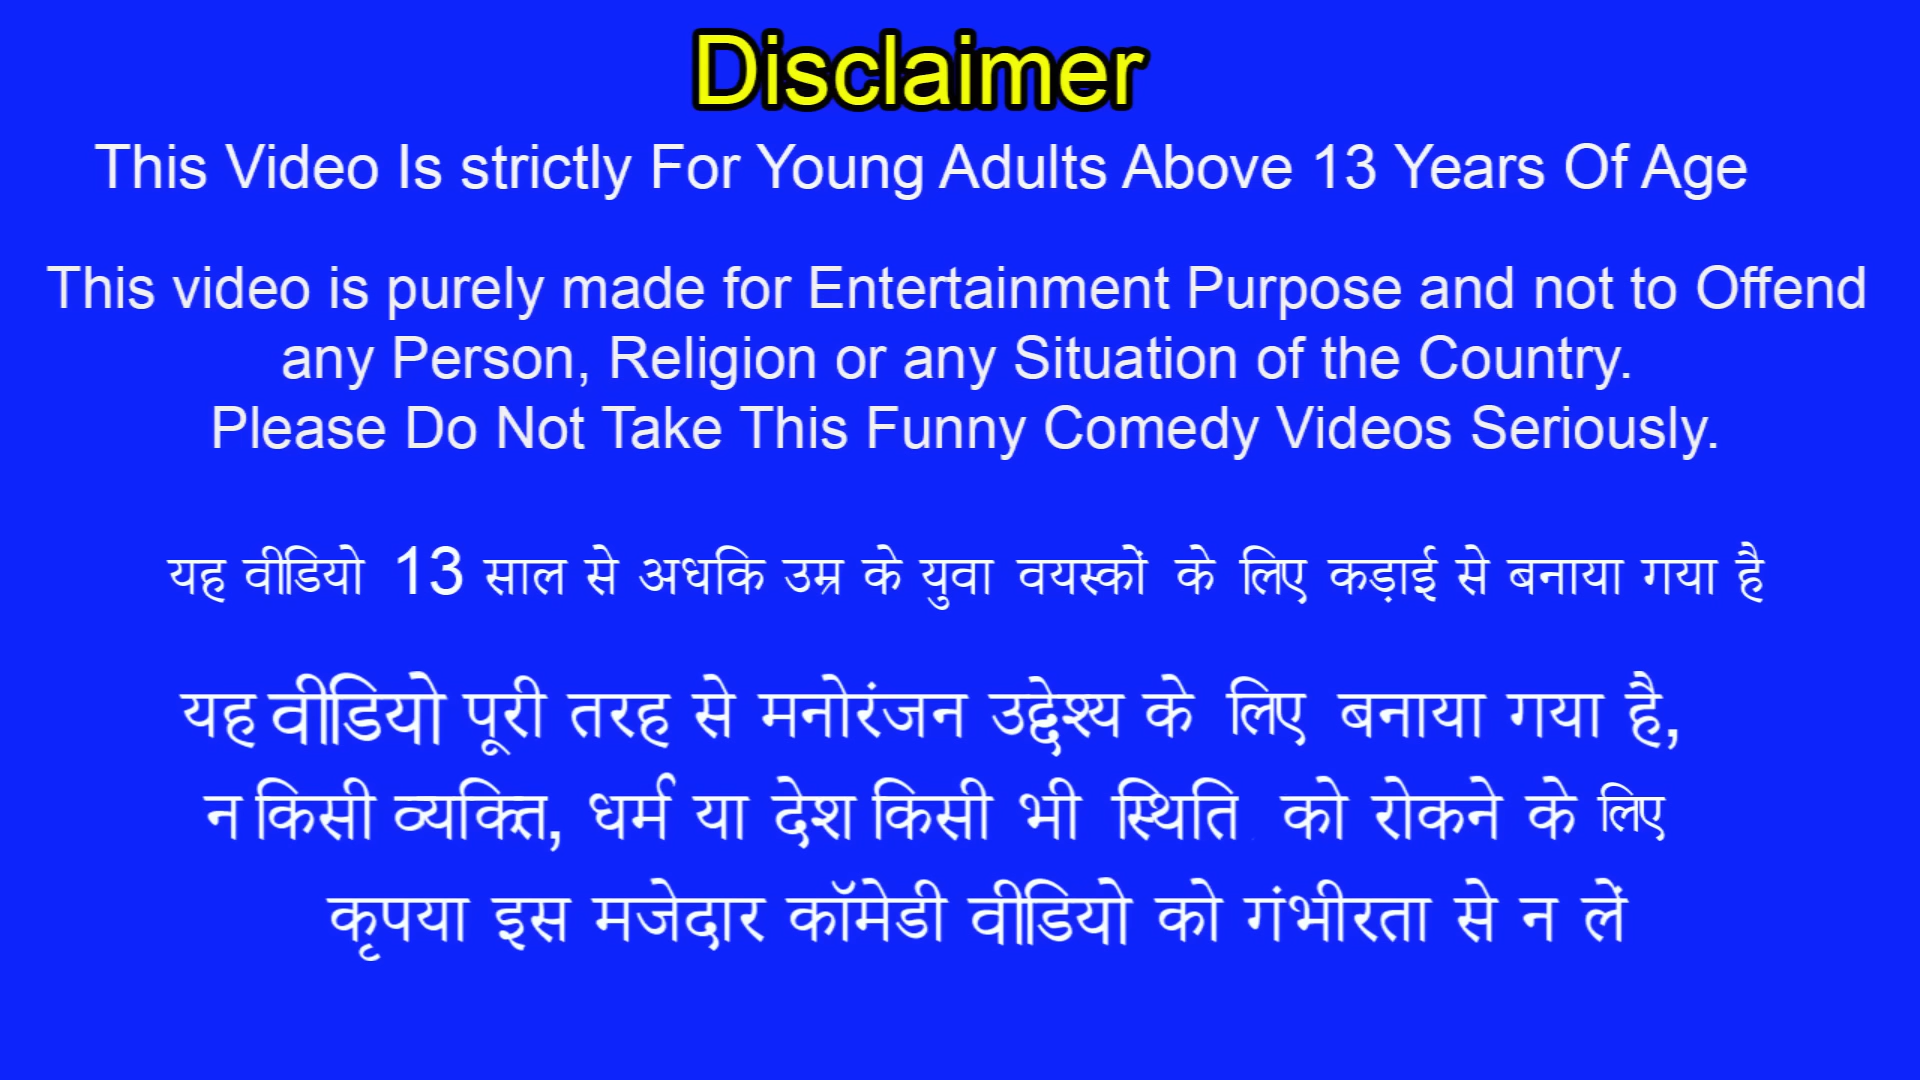 Disclaimer
This Video Is strictly For Young Adults Above 13 Years Of Age
This video is purely made for Entertainment Purpose and not to Offend
any Person, Religion or any Situation of the Country.
Please Do Not Take This Funny Comedy Videos Seriously.
यह वीडियो 13 साल से अधकि उम्र के युवा वयस्कों के लिए कड़ाई से बनाया गया है
यह वीडियो पूरी तरह से मनोरंजन उद्देश्य के लिए बनाया गया है,
न किसी व्यक्ति, धर्म या देश किसी भी स्थिति को रोकने के लिए
कृपया इस मजेदार कॉमेडी वीडियो को गंभीरता से न लें